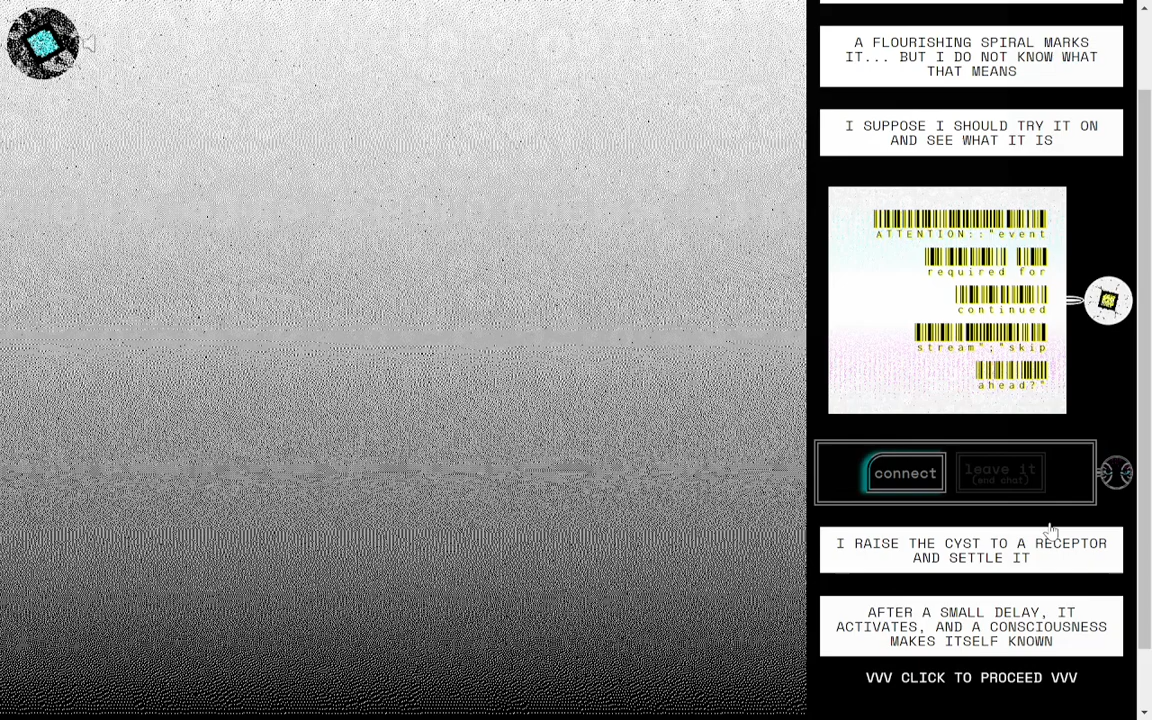 A FLOURISHING SPIRAL MARKS
IT... BUT I DO NOT KNOW WHAT
THAT MEANS
I SUPPOSE I SHOULD TRY IT ON
AND SEE WHAT IT IS
ATTENTION::"event
required for
continued
stream";"skip
ahead?"
connect
leave it
(end chat)
I RAISE THE CYST TO A RECEPTOR
AND SETTLE IT
AFTER A SMALL DELAY, IT
ACTIVATES, AND A CONSCIOUSNESS
MAKES ITSELF KNOWN
VVV CLICK TO PROCEED VVV